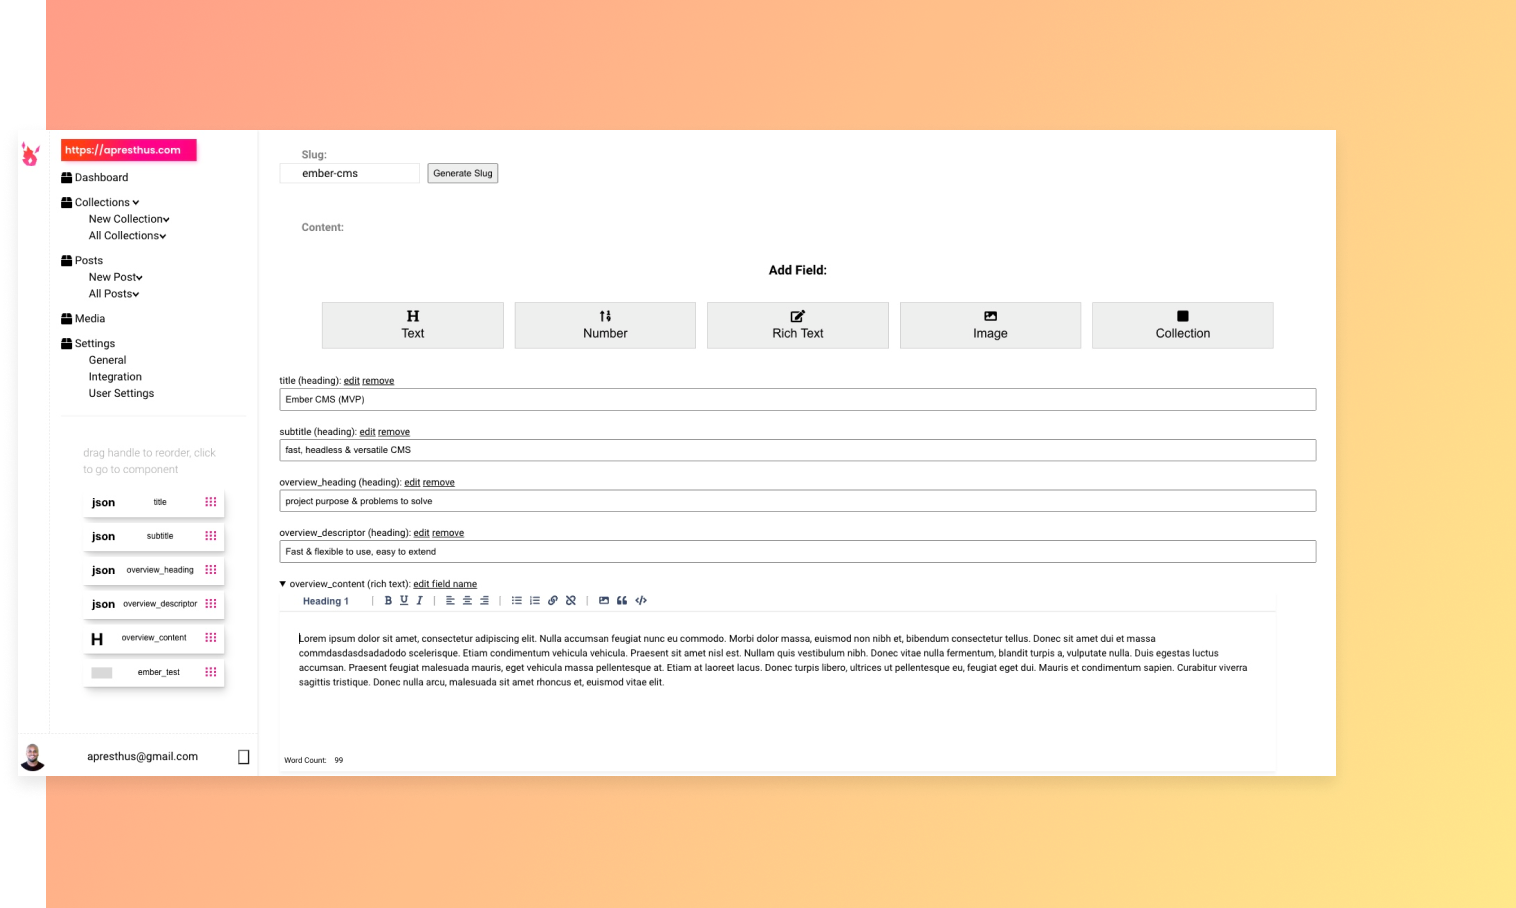 https://apresthus.com
Dashboard
Collections
New Collection
All Collections
Posts
New Post
All Posts
Media
Settings
General
Integration
User Settings
drag handle to reorder, click
to go to component
json title
json subtitle
json overview_heading
json overview_descriptor
H overview_content
ember_test
apresthus@gmail.com
Slug:
ember-cms Generate Slug
Content:
Add Field:
H
Text
Number
Rich Text
Image
Collection
title (heading): edit remove
Ember CMS (MVP)
subtitle (heading): edit remove
fast, headless & versatile CMS
overview_heading (heading): edit remove
project purpose & problems to solve
overview_descriptor (heading): edit remove
Fast & flexible to use, easy to extend
▼ overview_content (rich text): edit field name
Heading 1 | B U I | | |
Lorem ipsum dolor sit amet, consectetur adipiscing elit. Nulla accumsan feugiat nunc eu commodo. Morbi dolor massa, euismod non nibh et, bibendum consectetur tellus. Donec sit amet dui et massa
commdasdasdsadadodo scelerisque. Etiam condimentum vehicula vehicula. Praesent sit amet nisl est. Nullam quis vestibulum nibh. Donec vitae nulla fermentum, blandit turpis a, vulputate nulla. Duis egestas luctus
accumsan. Praesent feugiat malesuada mauris, eget vehicula massa pellentesque at. Etiam at laoreet lacus. Donec turpis libero, ultrices ut pellentesque eu, feugiat eget dui. Mauris et condimentum sapien. Curabitur viverra
sagittis tristique. Donec nulla arcu, malesuada sit amet rhoncus et, euismod vitae elit.
Word Count: 99